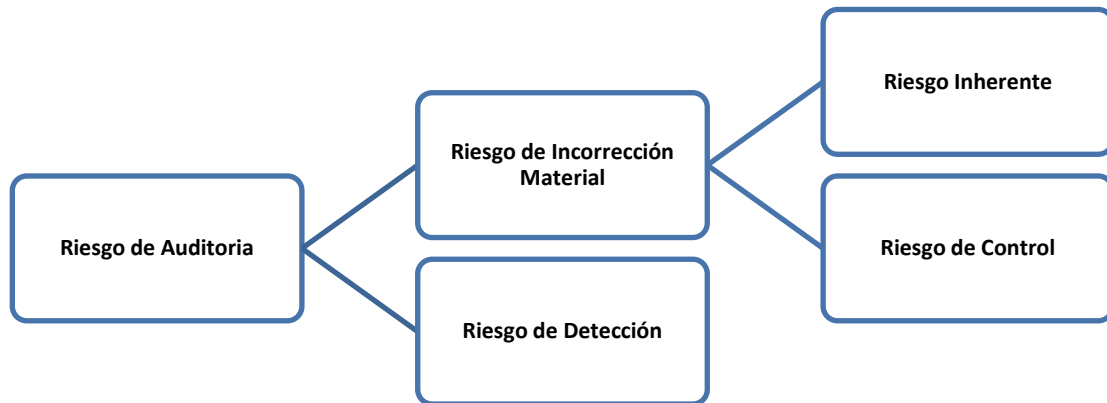 Riesgo Inherente
Riesgo de Incorrección
Material
Riesgo de Auditoria
Riesgo de Control
Riesgo de Detección